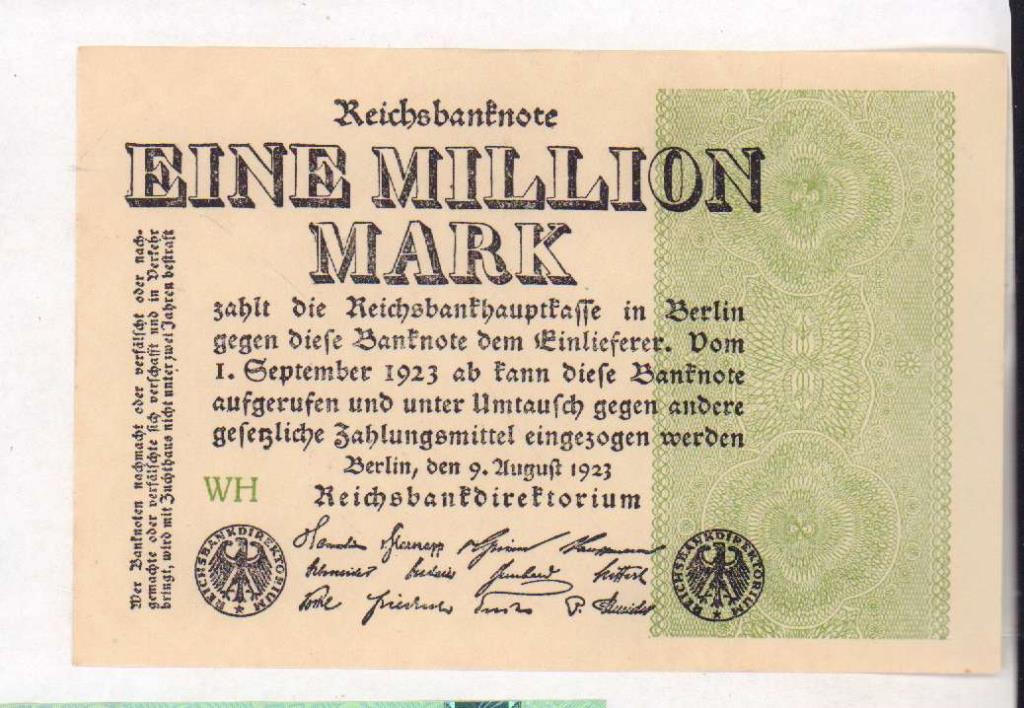 Reichsbanknote
EINE MILLION
MARK
zahlt die Reichsbankhauptkasse in Berlin
gegen diese Banknote dem Einlieferer. Vom
1. September 1923 ab kann diese Banknote
aufgerufen und unter Umtausch gegen andere
gesetzliche Zahlungsmittel eingezogen werden
Berlin, den 9. August 1923
Reichsbankdirektorium
WH
Wer Banknoten nachmacht oder verfälscht oder nach-
gemachte oder verfälschte sich verschafft und in Verkehr
bringt, wird mit Zuchthaus nicht unter zwei Jahren bestraft
REICHSBANKDIREKTORIUM
REICHSBANKDIREKTORIUM